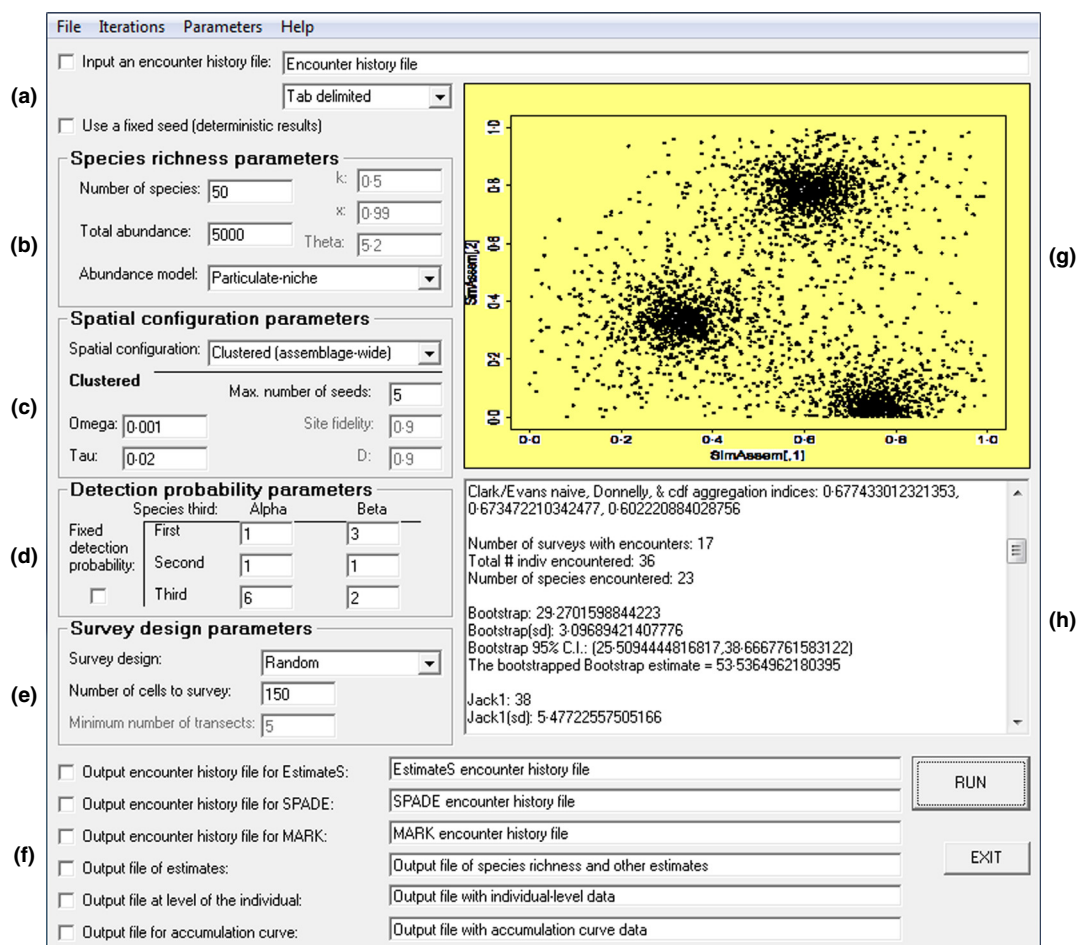 File Iterations Parameters Help
(a)
Input an encounter history file: Encounter history file
Tab delimited
Use a fixed seed (deterministic results)
(b)
Species richness parameters
Number of species: 50
k: 0·5
x: 0·99
Total abundance: 5000
Theta: 5·2
Abundance model: Particulate-niche
(c)
Spatial configuration parameters
Spatial configuration: Clustered (assemblage-wide)
Clustered
Max. number of seeds: 5
Omega: 0·001
Site fidelity: 0·9
Tau: 0·02
D: 0·9
(d)
Detection probability parameters
Species third: Alpha Beta
Fixed detection probability:
First 1 3
Second 1 1
Third 6 2
(e)
Survey design parameters
Survey design: Random
Number of cells to survey: 150
Minimum number of transects: 5
(g)
SimAssem[,2]
0·0 0·2 0·4 0·6 0·8 1·0
0·0 0·2 0·4 0·6 0·8 1·0
SimAssem[,1]
(h)
Clark/Evans naive, Donnelly, & cdf aggregation indices: 0·677433012321353,
0·673472210342477, 0·602220884028756
Number of surveys with encounters: 17
Total # indiv encountered: 36
Number of species encountered: 23
Bootstrap: 29·2701598844223
Bootstrap(sd): 3·09689421407776
Bootstrap 95% C.I.: (25·5094444816817,38·6667761583122)
The bootstrapped Bootstrap estimate = 53·5364962180395
Jack1: 38
Jack1(sd): 5·47722557505166
(f)
Output encounter history file for EstimateS: EstimateS encounter history file
Output encounter history file for SPADE: SPADE encounter history file
Output encounter history file for MARK: MARK encounter history file
Output file of estimates: Output file of species richness and other estimates
Output file at level of the individual: Output file with individual-level data
Output file for accumulation curve: Output file with accumulation curve data
RUN
EXIT